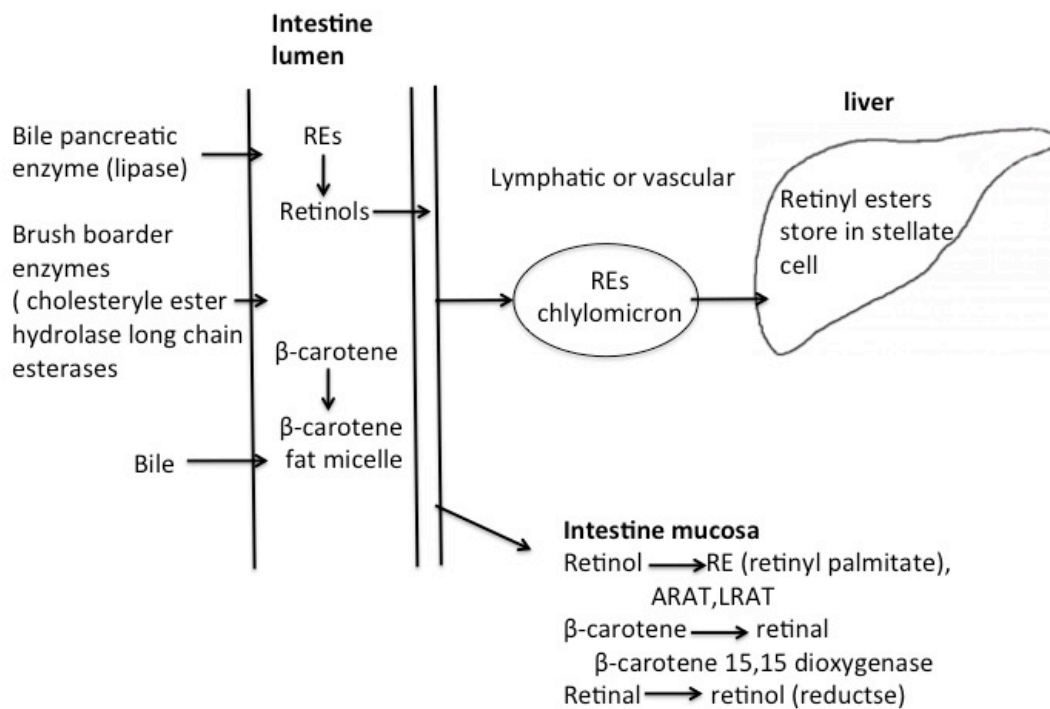 Intestine
lumen
Bile pancreatic
enzyme (lipase)
Brush boarder
enzymes
( cholesteryle ester
hydrolase long chain
esterases
Bile
REs
Retinols
β-carotene
β-carotene
fat micelle
Lymphatic or vascular
REs
chlylomicron
liver
Retinyl esters
store in stellate
cell
Intestine mucosa
Retinol RE (retinyl palmitate),
ARAT,LRAT
β-carotene retinal
β-carotene 15,15 dioxygenase
Retinal retinol (reductse)